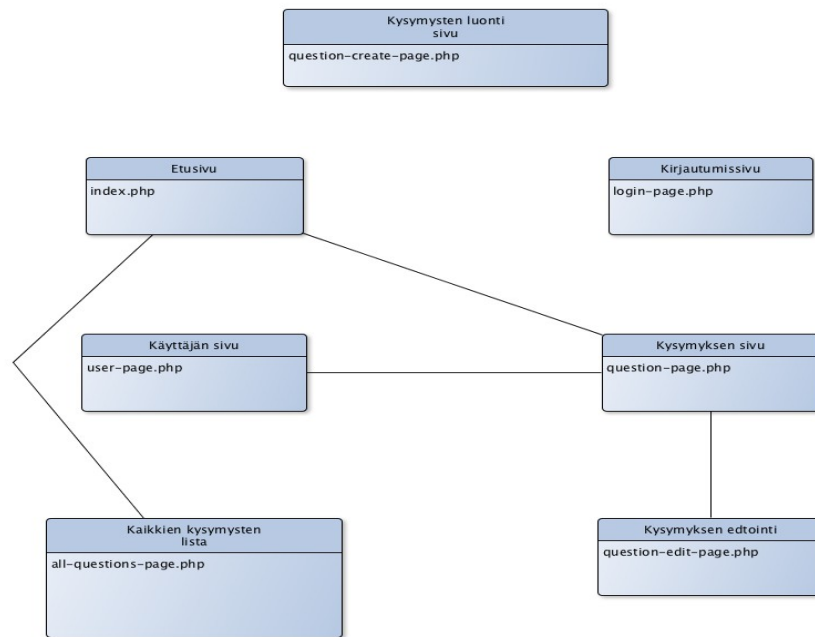 Kysymysten luonti
sivu
question-create-page.php
Etusivu
index.php
Kirjautumissivu
login-page.php
Käyttäjän sivu
user-page.php
Kysymyksen sivu
question-page.php
Kaikkien kysymysten
lista
all-questions-page.php
Kysymyksen edtointi
question-edit-page.php